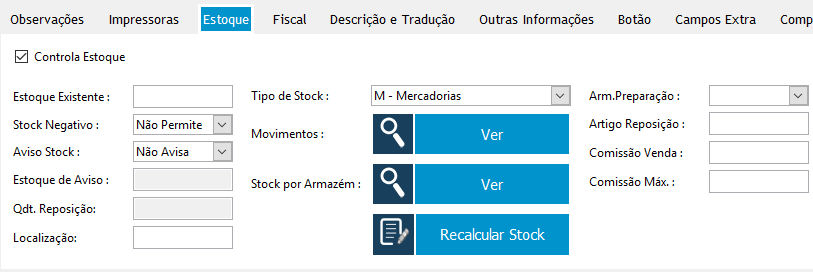 Observações Impressoras Estoque Fiscal Descrição e Tradução Outras Informações Botão Campos Extra Comp
Controla Estoque
Estoque Existente :
Stock Negativo : Não Permite
Aviso Stock : Não Avisa
Estoque de Aviso :
Qdt. Reposição:
Localização:
Tipo de Stock : M - Mercadorias
Movimentos : Ver
Stock por Armazém : Ver
Recalcular Stock
Arm.Preparação :
Artigo Reposição :
Comissão Venda :
Comissão Máx. :